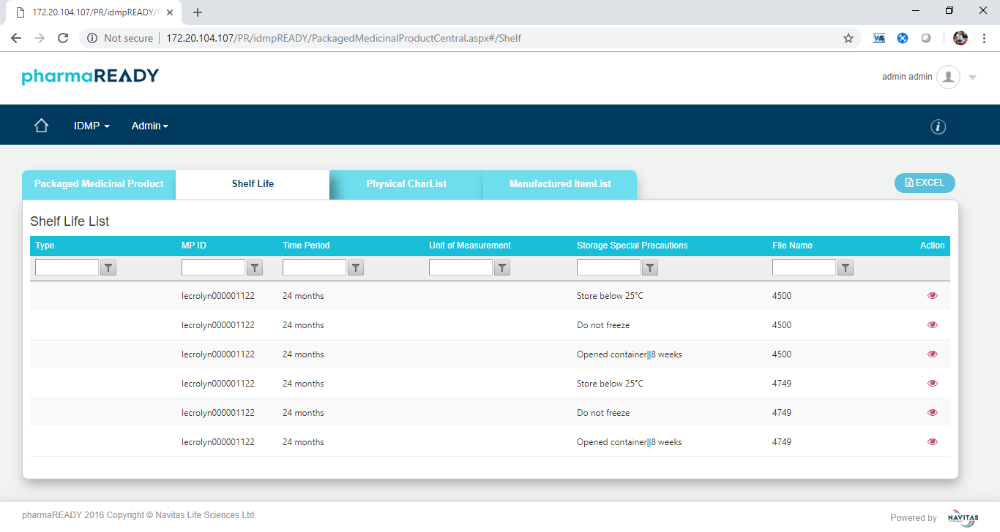 172.20.104.107/PR/idmpREADY/
Not secure 172.20.104.107/PR/idmpREADY/PackagedMedicinalProductCentral.aspx#/Shelf
WS
pharmaREADY
admin admin
IDMP Admin
i
Packaged Medicinal Product Shelf Life Physical CharList Manufactured ItemList EXCEL
Shelf Life List
Type MP ID Time Period Unit of Measurement Storage Special Precautions File Name Action
lecrolyn000001122 24 months Store below 25°C 4500
lecrolyn000001122 24 months Do not freeze 4500
lecrolyn000001122 24 months Opened container||8 weeks 4500
lecrolyn000001122 24 months Store below 25°C 4749
lecrolyn000001122 24 months Do not freeze 4749
lecrolyn000001122 24 months Opened container||8 weeks 4749
pharmaREADY 2016 Copyright © Navitas Life Sciences Ltd.
Powered by NAVITAS